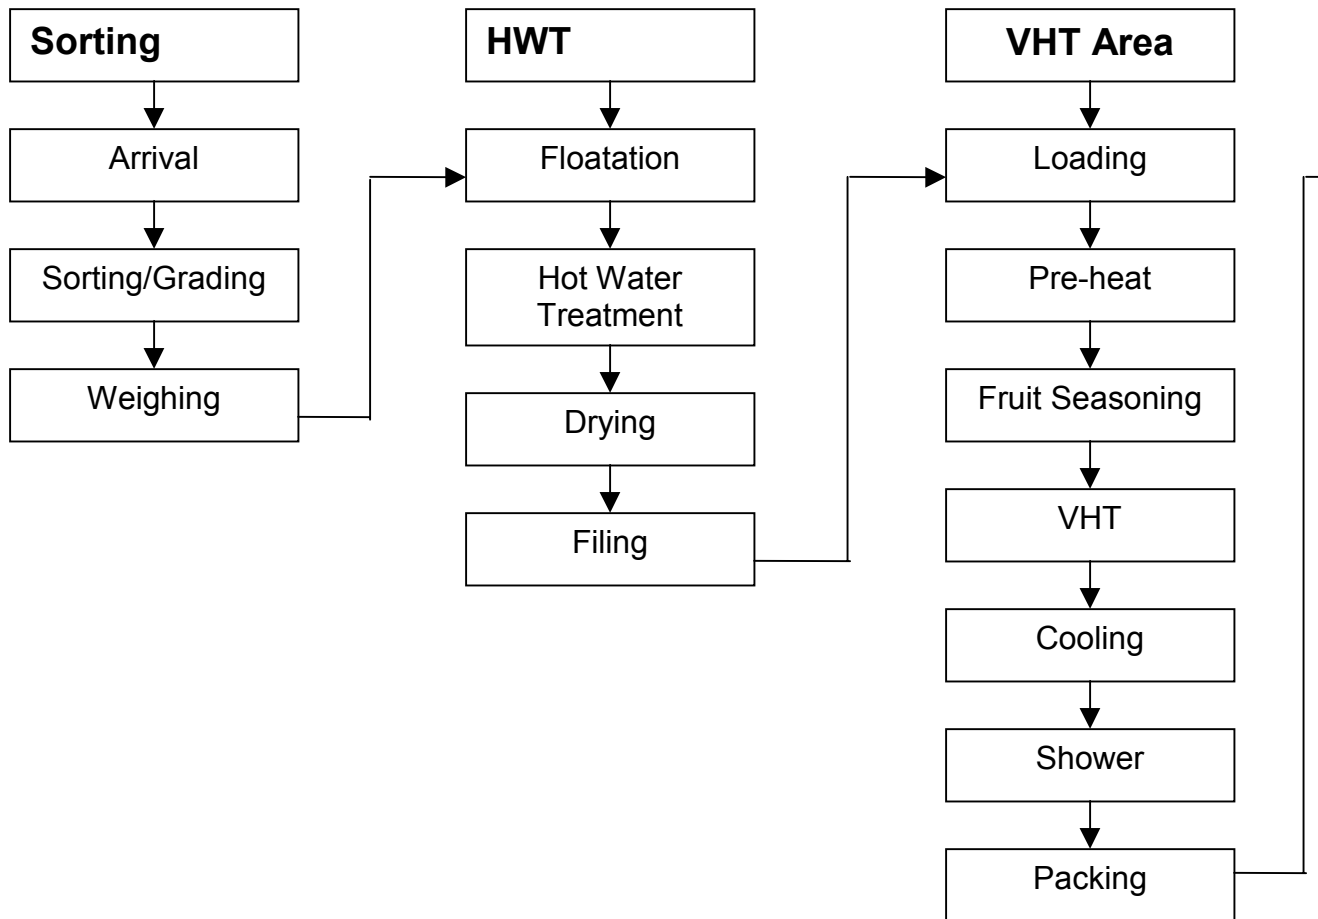 Sorting
Arrival
Sorting/Grading
Weighing
HWT
Floatation
Hot Water
Treatment
Drying
Filing
VHT Area
Loading
Pre-heat
Fruit Seasoning
VHT
Cooling
Shower
Packing